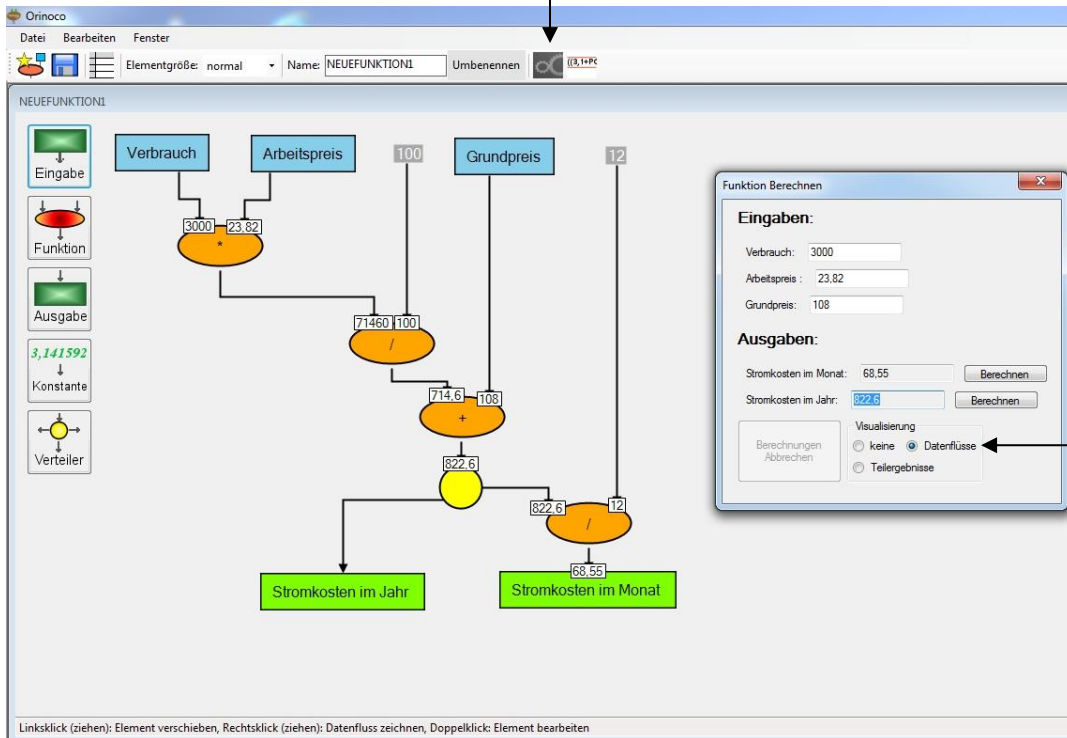 Orinoco
Datei Bearbeiten Fenster
Elementgröße: normal Name: NEUEFUNKTION1 Umbenennen ((3,1+PC
NEUEFUNKTION1
Eingabe
Funktion
Ausgabe
3,141592
Konstante
Verteiler
Verbrauch Arbeitspreis 100 Grundpreis 12
3000 23,82
*
71460 100
/
714,6 108
+
822,6
822,6 12
/
68,55
Stromkosten im Jahr Stromkosten im Monat
Funktion Berechnen
Eingaben:
Verbrauch: 3000
Arbeitspreis : 23,82
Grundpreis: 108
Ausgaben:
Stromkosten im Monat: 68,55 Berechnen
Stromkosten im Jahr: 822,6 Berechnen
Berechnungen
Abbrechen
Visualisierung
keine Datenflüsse
Teilergebnisse
Linksklick (ziehen): Element verschieben, Rechtsklick (ziehen): Datenfluss zeichnen, Doppelklick: Element bearbeiten